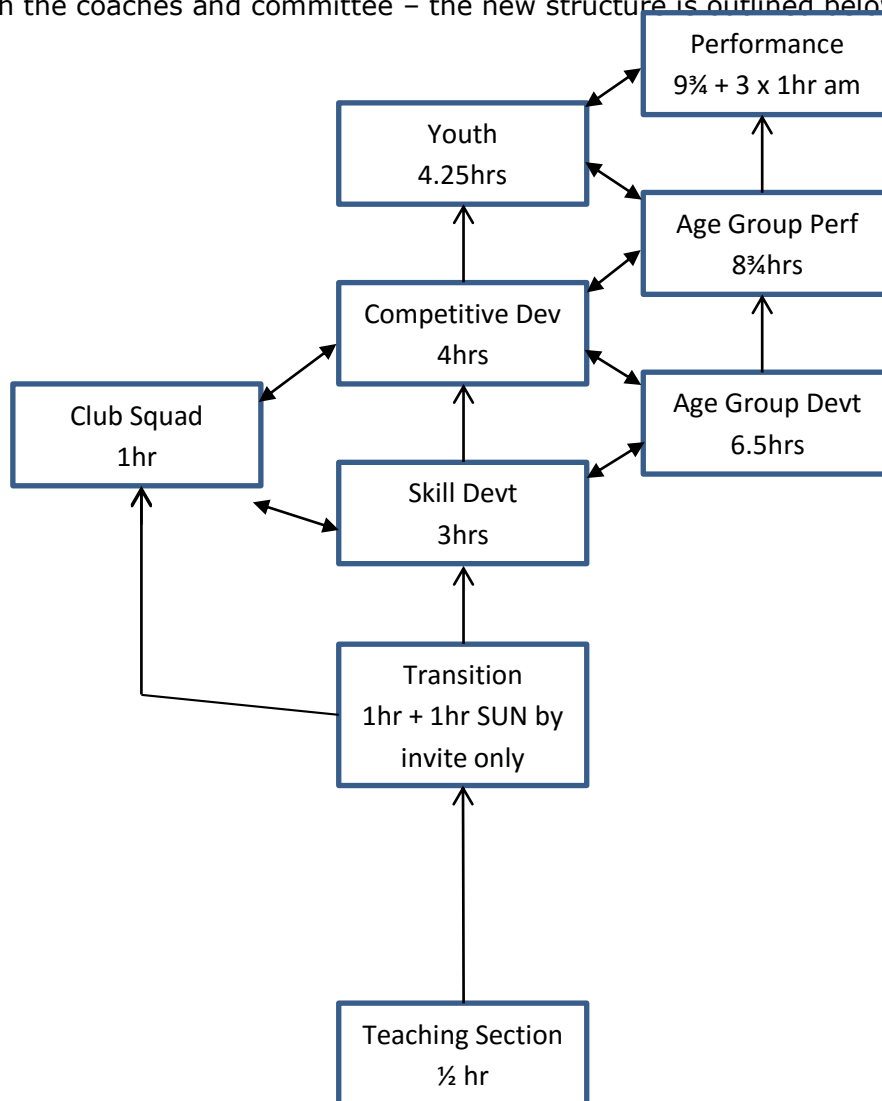 n the coaches and committee – the new structure is outlined below
Performance
9¾ + 3 x 1hr am
Youth
4.25hrs
Age Group Perf
8¾hrs
Competitive Dev
4hrs
Club Squad
1hr
Age Group Devt
6.5hrs
Skill Devt
3hrs
Transition
1hr + 1hr SUN by
invite only
Teaching Section
½ hr